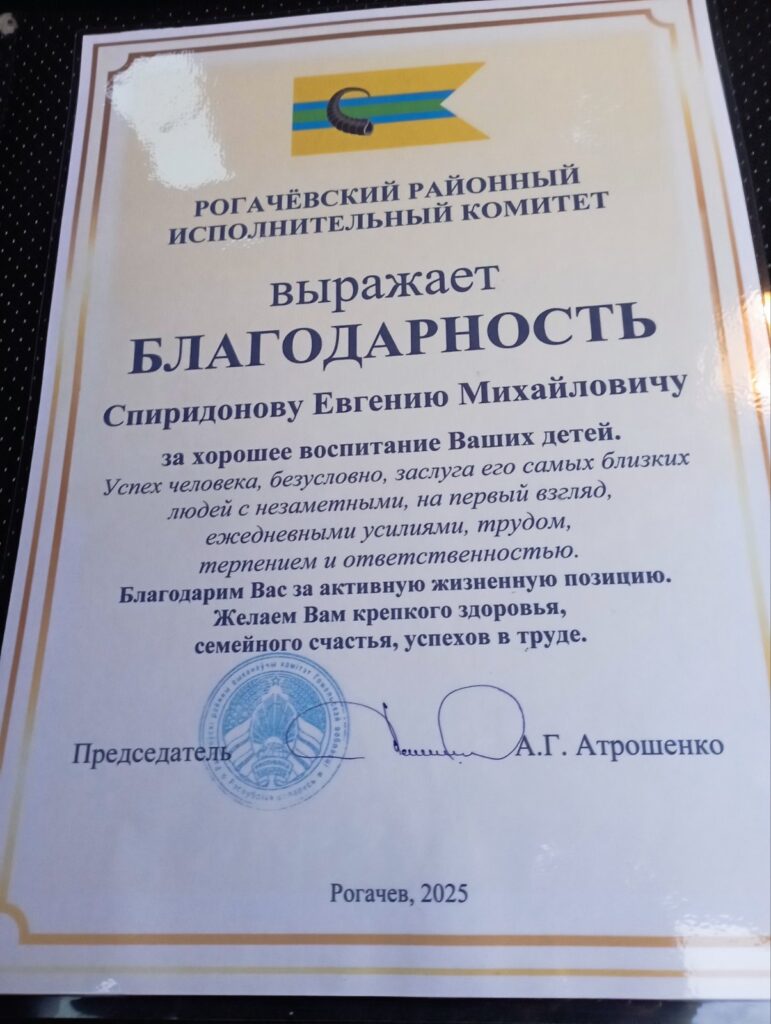 РОГАЧЁВСКИЙ РАЙОННЫЙ
ИСПОЛНИТЕЛЬНЫЙ КОМИТЕТ
выражает
БЛАГОДАРНОСТЬ
Спиридонову Евгению Михайловичу
за хорошее воспитание Ваших детей.
Успех человека, безусловно, заслуга его самых близких
людей с незаметными, на первый взгляд,
ежедневными усилиями, трудом,
терпением и ответственностью.
Благодарим Вас за активную жизненную позицию.
Желаем Вам крепкого здоровья,
семейного счастья, успехов в труде.
Председатель А.Г. Атрошенко
Рогачев, 2025